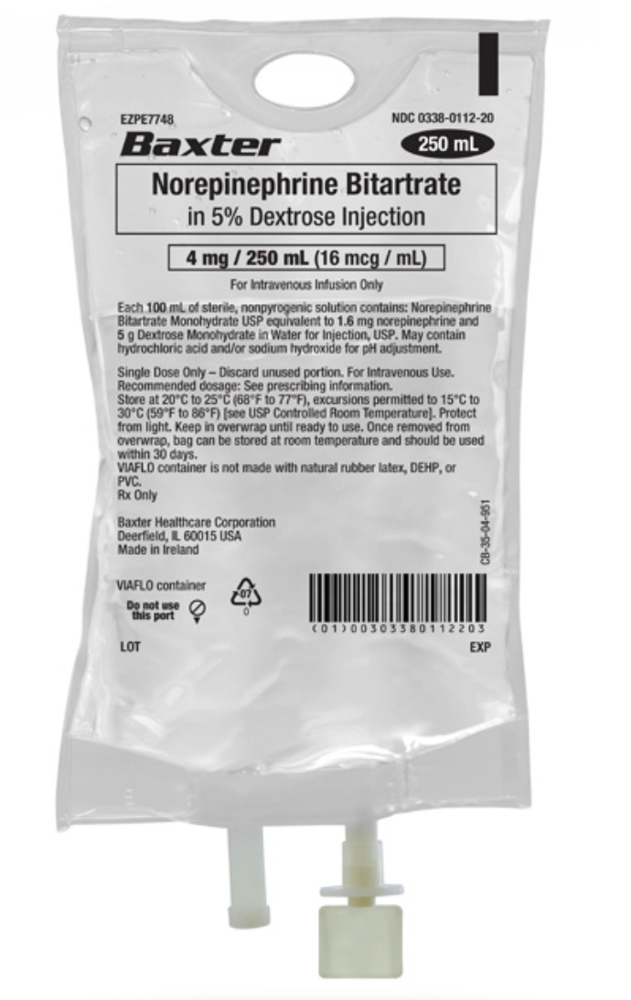 EZPE7748
NDC 0338-0112-20
Baxter
250 mL
Norepinephrine Bitartrate
in 5% Dextrose Injection
4 mg / 250 mL (16 mcg / mL)
For Intravenous Infusion Only
Each 100 mL of sterile, nonpyrogenic solution contains: Norepinephrine
Bitartrate Monohydrate USP equivalent to 1.6 mg norepinephrine and
5 g Dextrose Monohydrate in Water for Injection, USP. May contain
hydrochloric acid and/or sodium hydroxide for pH adjustment.
Single Dose Only – Discard unused portion. For Intravenous Use.
Recommended dosage: See prescribing information.
Store at 20°C to 25°C (68°F to 77°F), excursions permitted to 15°C to
30°C (59°F to 86°F) [see USP Controlled Room Temperature]. Protect
from light. Keep in overwrap until ready to use. Once removed from
overwrap, bag can be stored at room temperature and should be used
within 30 days.
VIAFLO container is not made with natural rubber latex, DEHP, or
PVC.
Rx Only
Baxter Healthcare Corporation
Deerfield, IL 60015 USA
Made in Ireland
CB-35-04-951
VIAFLO container
Do not use
this port
07
0
(01)00303380112203
LOT
EXP